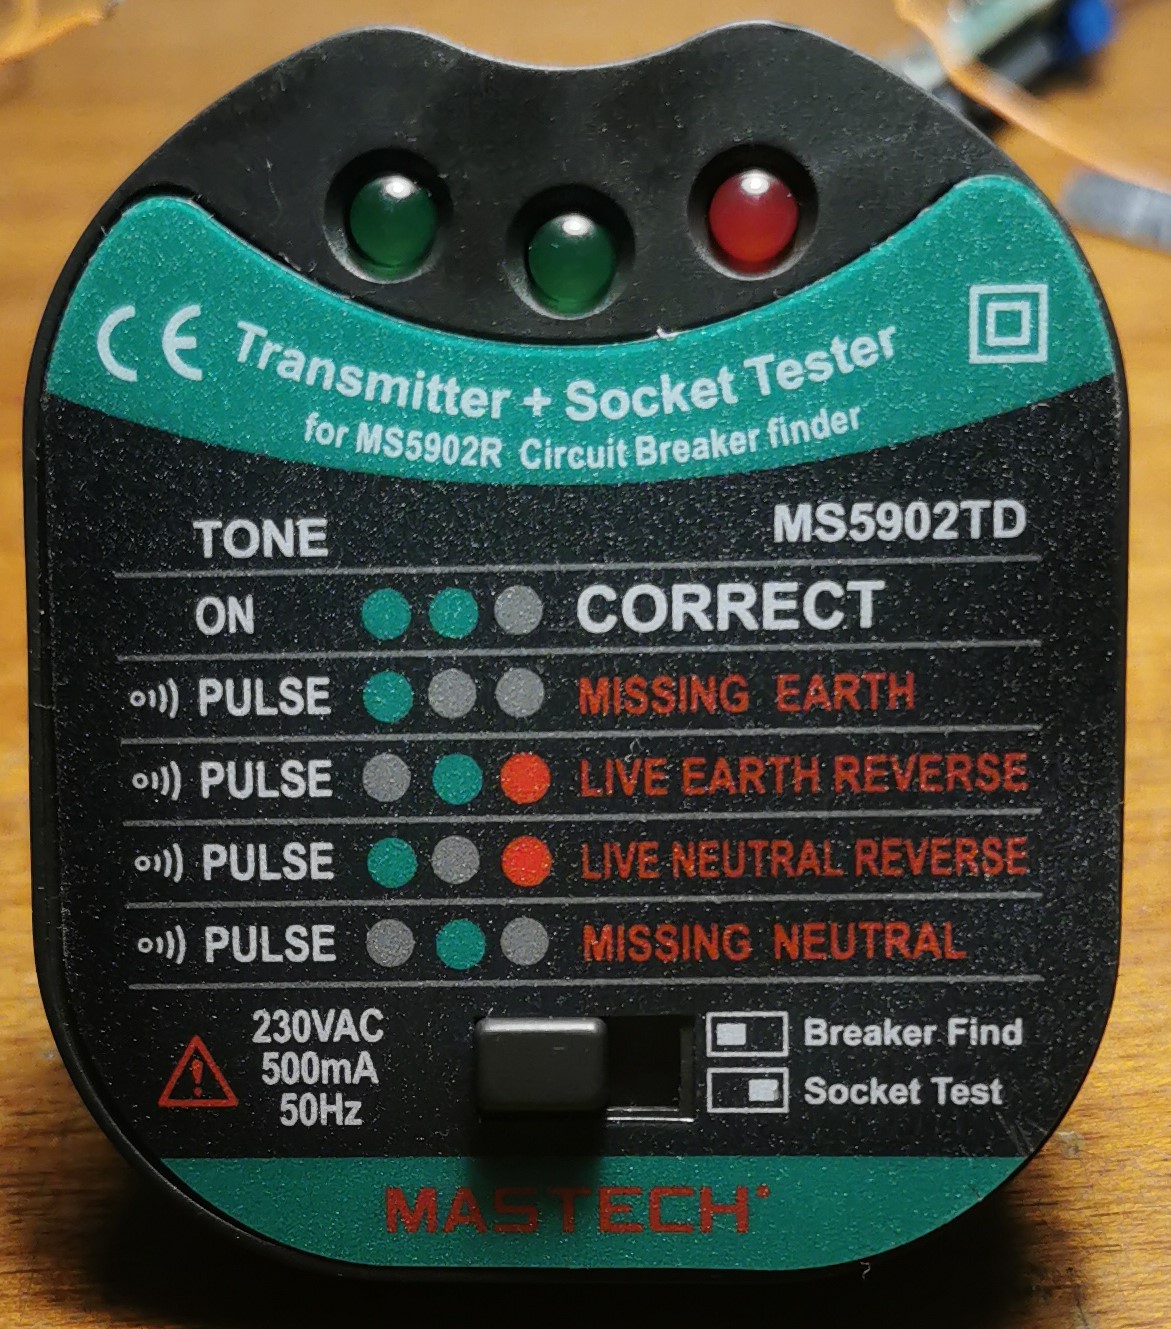 CE
Transmitter + Socket Tester
for MS5902R Circuit Breaker finder
TONE MS5902TD
ON CORRECT
PULSE MISSING EARTH
PULSE LIVE EARTH REVERSE
PULSE LIVE NEUTRAL REVERSE
PULSE MISSING NEUTRAL
230VAC
500mA
50Hz
Breaker Find
Socket Test
MASTECH